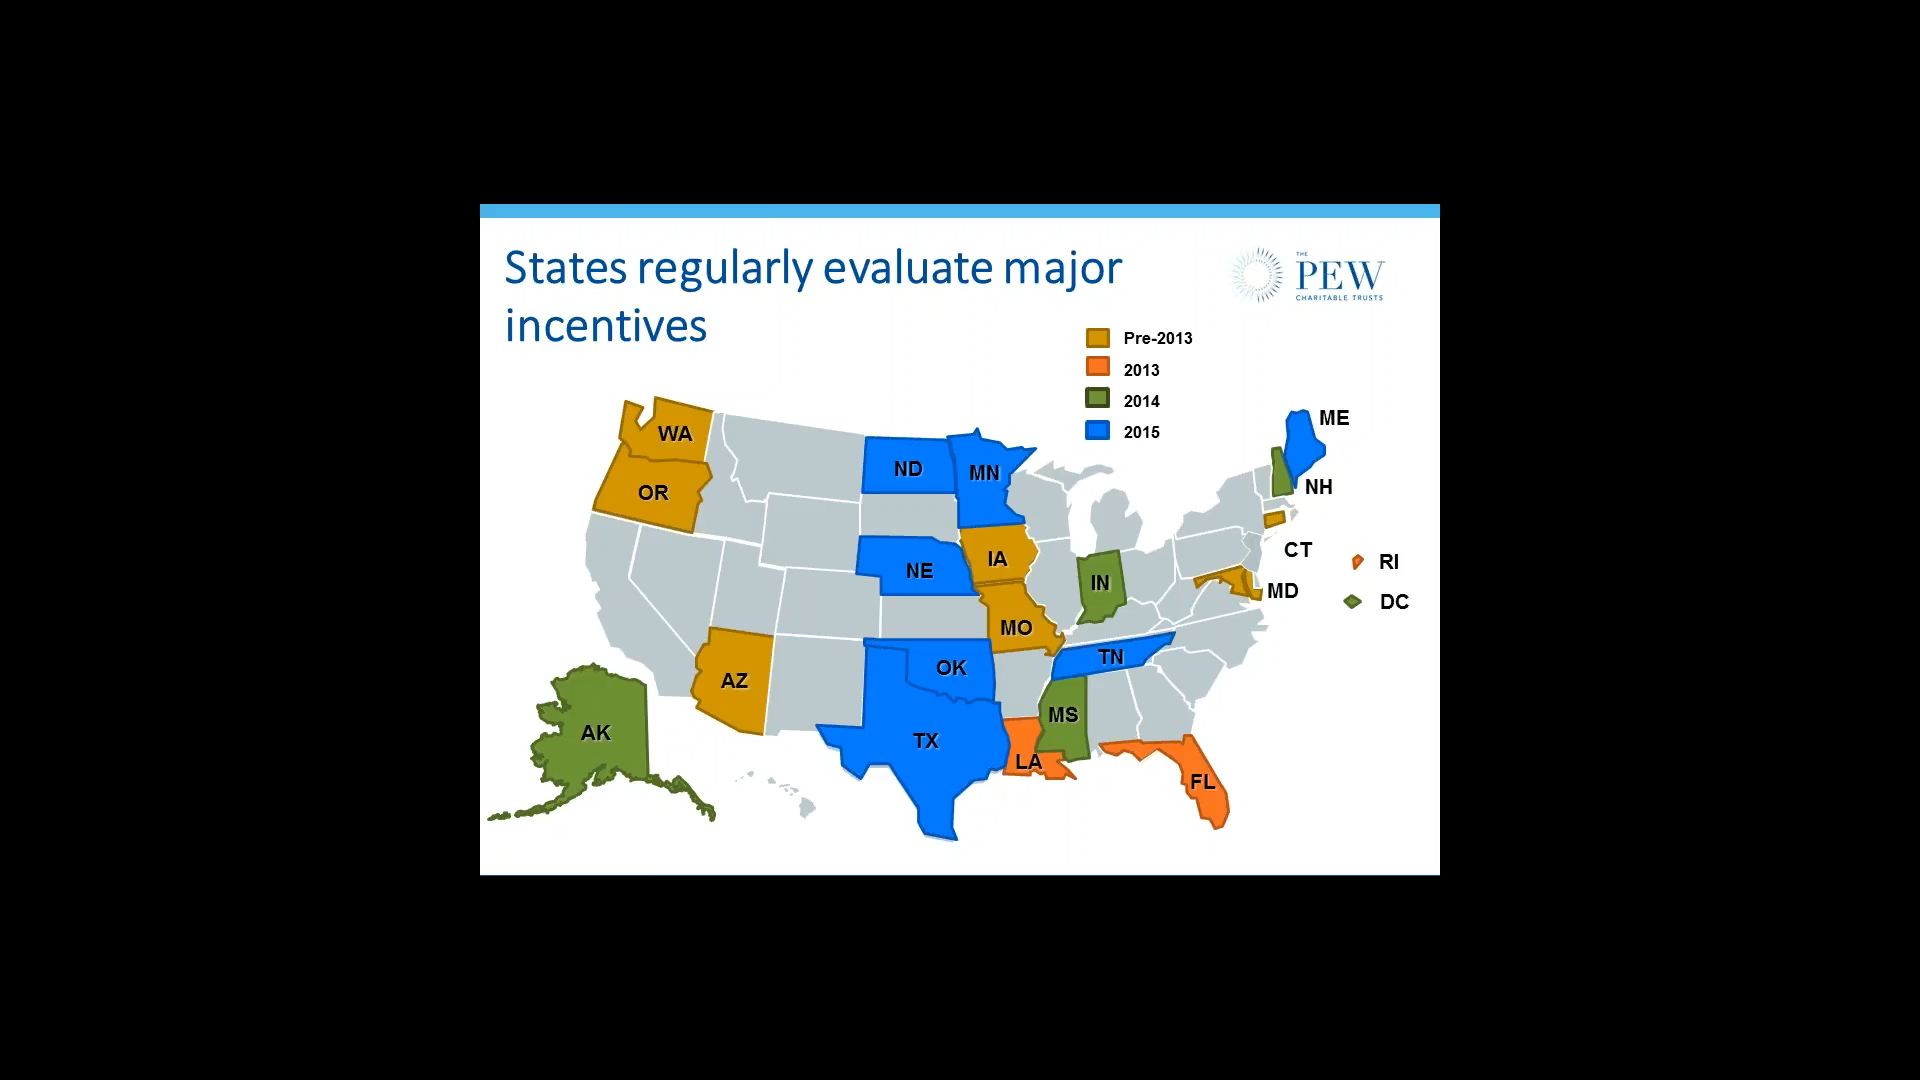 States regularly evaluate major
incentives
THE
PEW
CHARITABLE TRUSTS
Pre-2013
2013
2014
2015
ME
WA
ND
MN
NH
OR
CT
IA
RI
NE
IN
MD
DC
MO
TN
OK
AZ
MS
AK
TX
LA
FL